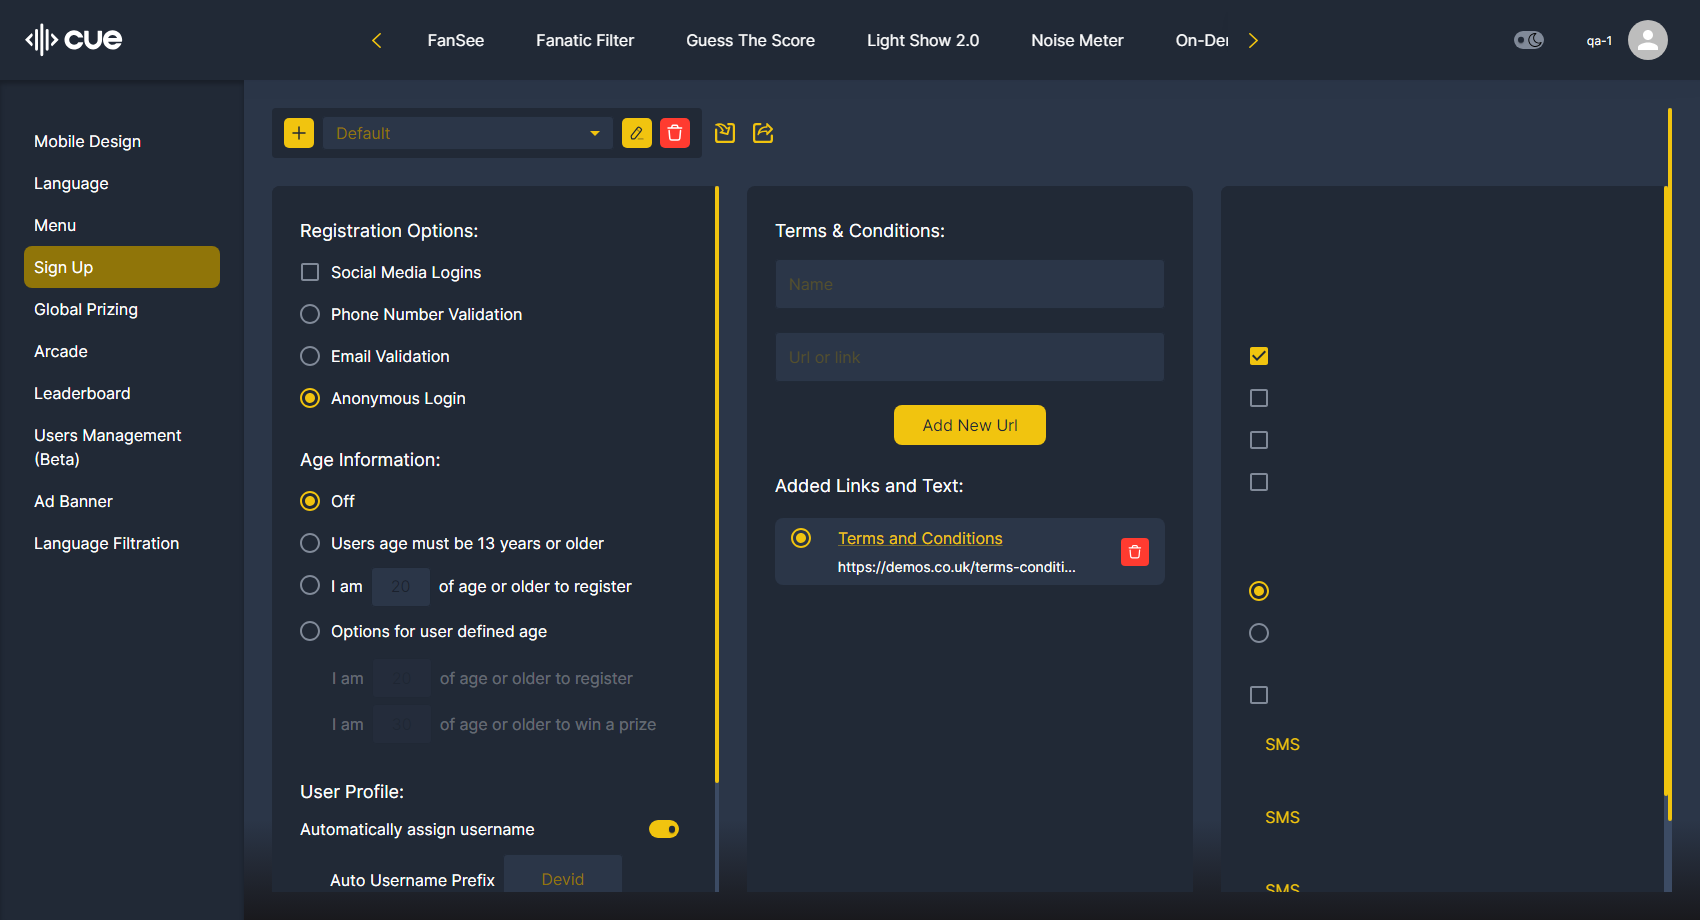 cue
FanSee
Fanatic Filter
Guess The Score
Light Show 2.0
Noise Meter
On-Der
qa-1
Mobile Design
Language
Menu
Sign Up
Global Prizing
Arcade
Leaderboard
Users Management
(Beta)
Ad Banner
Language Filtration
Default
Registration Options:
Social Media Logins
Phone Number Validation
Email Validation
Anonymous Login
Age Information:
Off
Users age must be 13 years or older
I am 20 of age or older to register
Options for user defined age
I am 20 of age or older to register
I am 30 of age or older to win a prize
User Profile:
Automatically assign username
Auto Username Prefix Devid
Terms & Conditions:
Name
Url or link
Add New Url
Added Links and Text:
Terms and Conditions
https://demos.co.uk/terms-conditi...
SMS
SMS
SMS